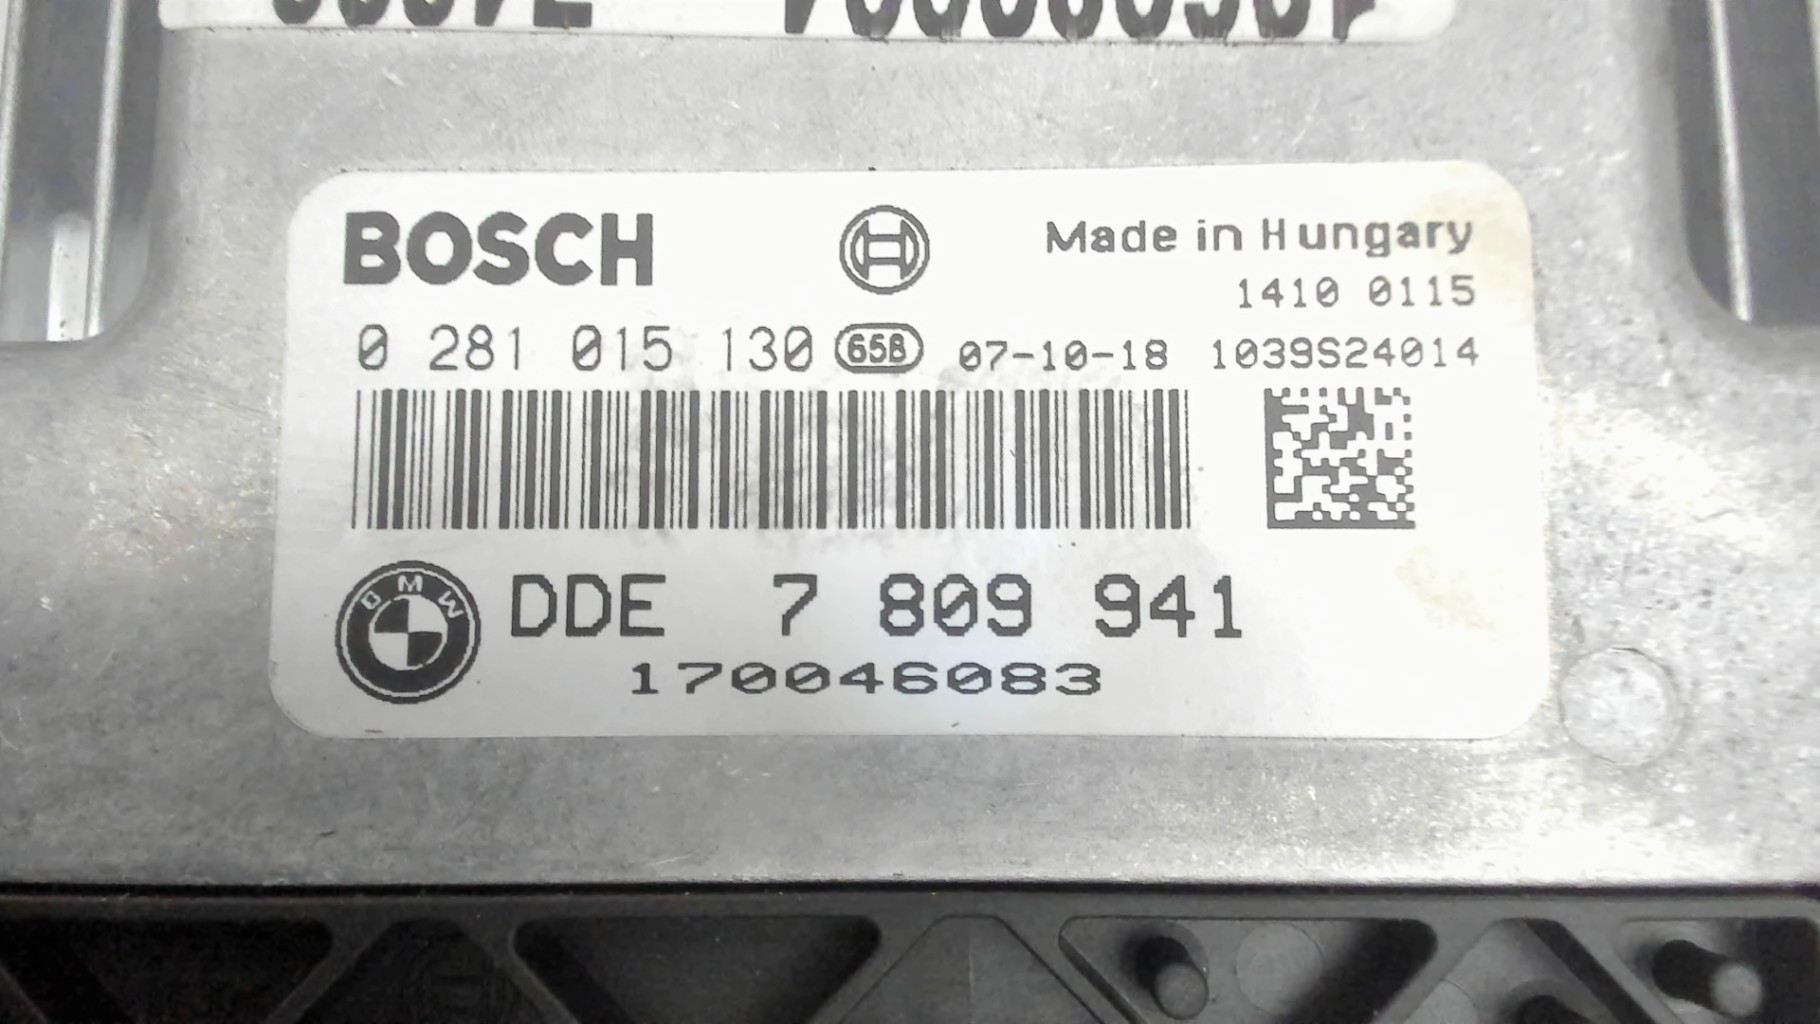 BOSCH Made in Hungary
1410 0115
0 281 015 130 658 07-10-18 1039S24014
BMW DDE 7 809 941
170046083